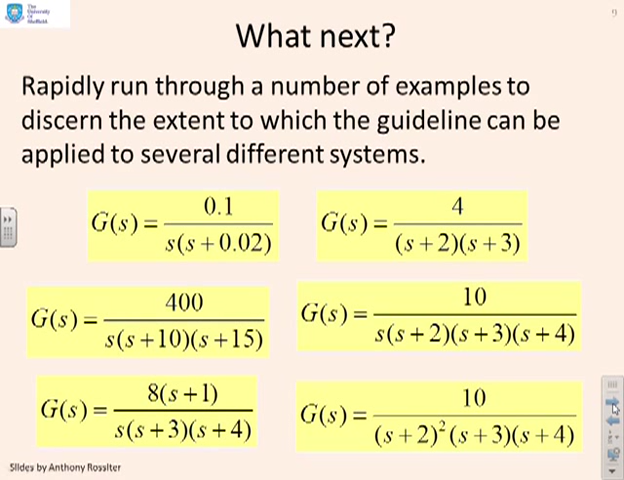 The
University
Of
Sheffield.
9
What next?
Rapidly run through a number of examples to
discern the extent to which the guideline can be
applied to several different systems.
G(s) = 0.1 / s(s + 0.02)
G(s) = 4 / (s + 2)(s + 3)
G(s) = 400 / s(s + 10)(s + 15)
G(s) = 10 / s(s + 2)(s + 3)(s + 4)
G(s) = 8(s + 1) / s(s + 3)(s + 4)
G(s) = 10 / (s + 2)²(s + 3)(s + 4)
Slides by Anthony Rossiter